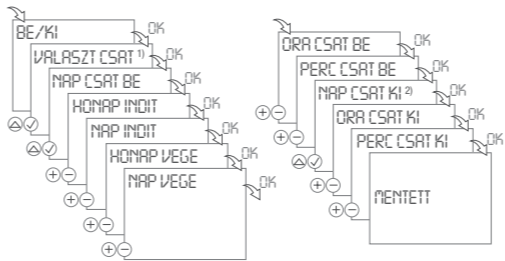 BE/KI
OK
VALASZT CSAT 1)
OK
NAP CSAT BE
OK
HONAP INDIT
OK
NAP INDIT
OK
HONAP VEGE
OK
NAP VEGE
OK
ORA CSAT BE
OK
PERC CSAT BE
OK
NAP CSAT KI 2)
OK
ORA CSAT KI
OK
PERC CSAT KI
OK
MENTETT